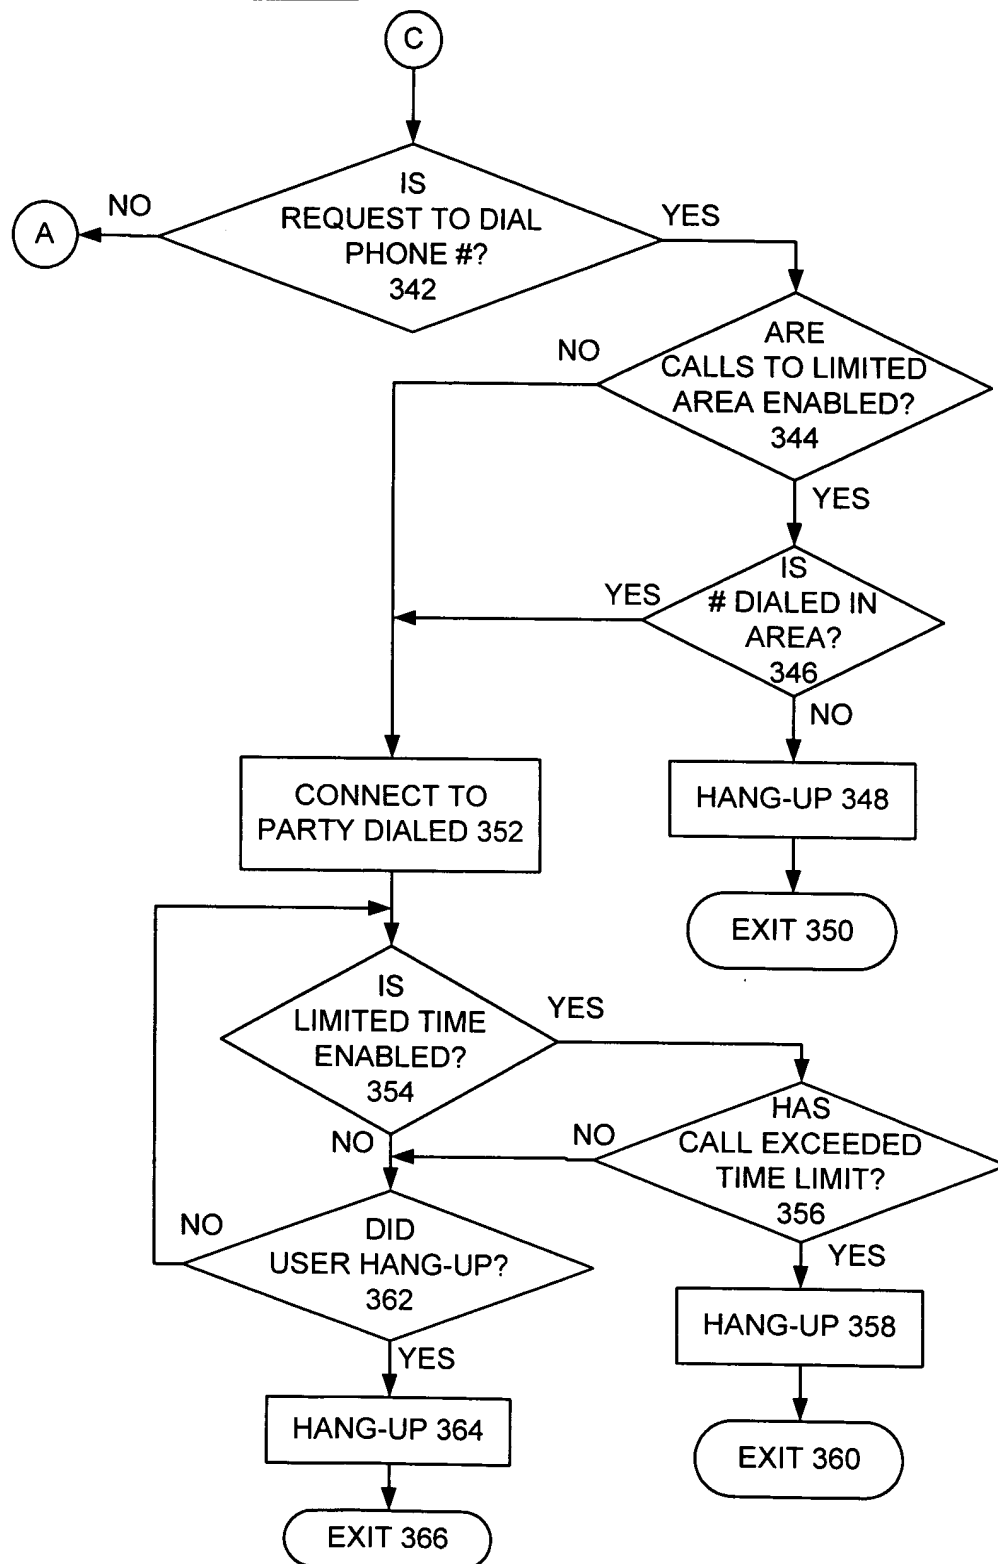 C
IS
REQUEST TO DIAL
PHONE #?
342
NO
YES
A
ARE
CALLS TO LIMITED
AREA ENABLED?
344
NO
YES
IS
# DIALED IN
AREA?
346
YES
NO
HANG-UP 348
CONNECT TO
PARTY DIALED 352
EXIT 350
IS
LIMITED TIME
ENABLED?
354
YES
NO
HAS
CALL EXCEEDED
TIME LIMIT?
356
NO
YES
DID
USER HANG-UP?
362
NO
YES
HANG-UP 358
HANG-UP 364
EXIT 360
EXIT 366